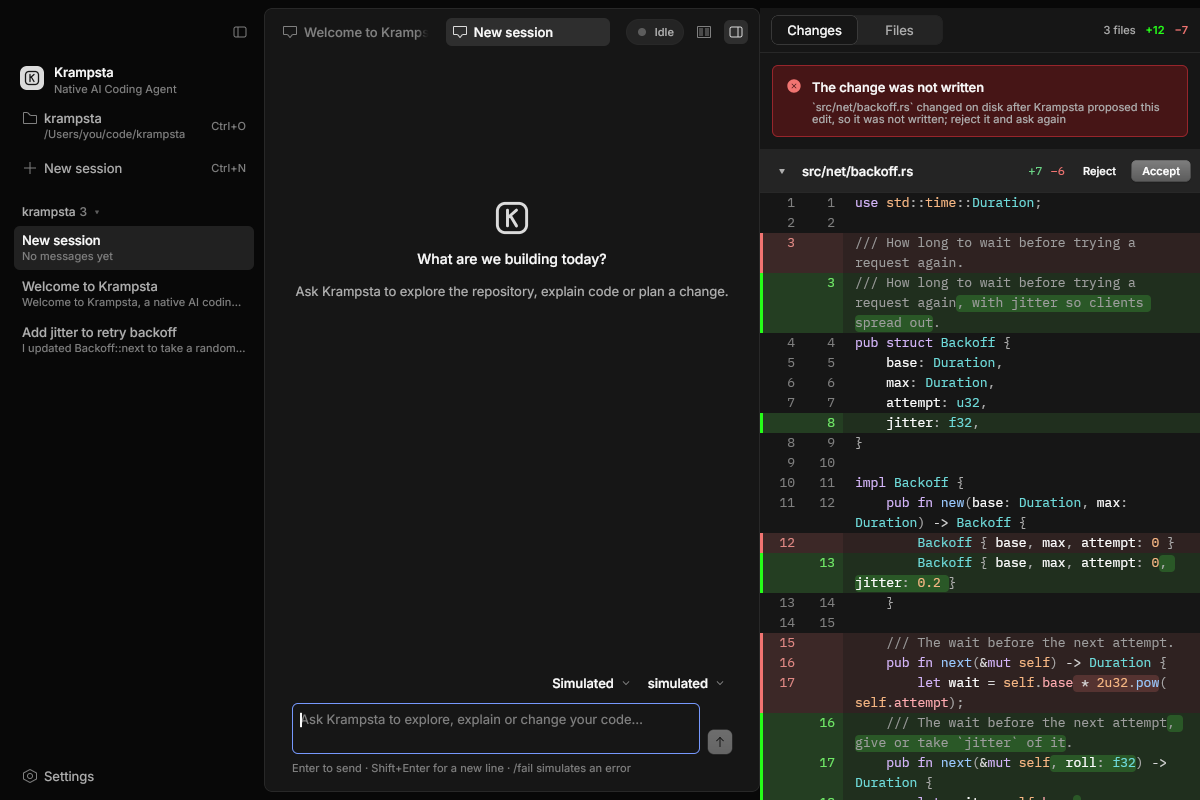 Krampsta
Native AI Coding Agent
krampsta
/Users/you/code/krampsta
Ctrl+O
New session
Ctrl+N
krampsta 3
New session
No messages yet
Welcome to Krampsta
Welcome to Krampsta, a native AI codin...
Add jitter to retry backoff
I updated Backoff::next to take a random...
Settings
Welcome to Kramps
New session
Idle
K
What are we building today?
Ask Krampsta to explore the repository, explain code or plan a change.
Simulated
simulated
Ask Krampsta to explore, explain or change your code...
Enter to send · Shift+Enter for a new line · /fail simulates an error
Changes
Files
3 files +12 −7
The change was not written
`src/net/backoff.rs` changed on disk after Krampsta proposed this
edit, so it was not written; reject it and ask again
src/net/backoff.rs
+7 −6
Reject
Accept
1 1 use std::time::Duration;
2 2
3 /// How long to wait before trying a
request again.
3 /// How long to wait before trying a
request again, with jitter so clients
spread out.
4 4 pub struct Backoff {
5 5 base: Duration,
6 6 max: Duration,
7 7 attempt: u32,
8 jitter: f32,
8 9 }
9 10
10 11 impl Backoff {
11 12 pub fn new(base: Duration, max:
Duration) -> Backoff {
12 Backoff { base, max, attempt: 0 }
13 Backoff { base, max, attempt: 0,
jitter: 0.2 }
13 14 }
14 15
15 /// The wait before the next attempt.
16 pub fn next(&mut self) -> Duration {
17 let wait = self.base * 2u32.pow(
self.attempt);
16 /// The wait before the next attempt,
give or take `jitter` of it.
17 pub fn next(&mut self, roll: f32) ->
Duration {